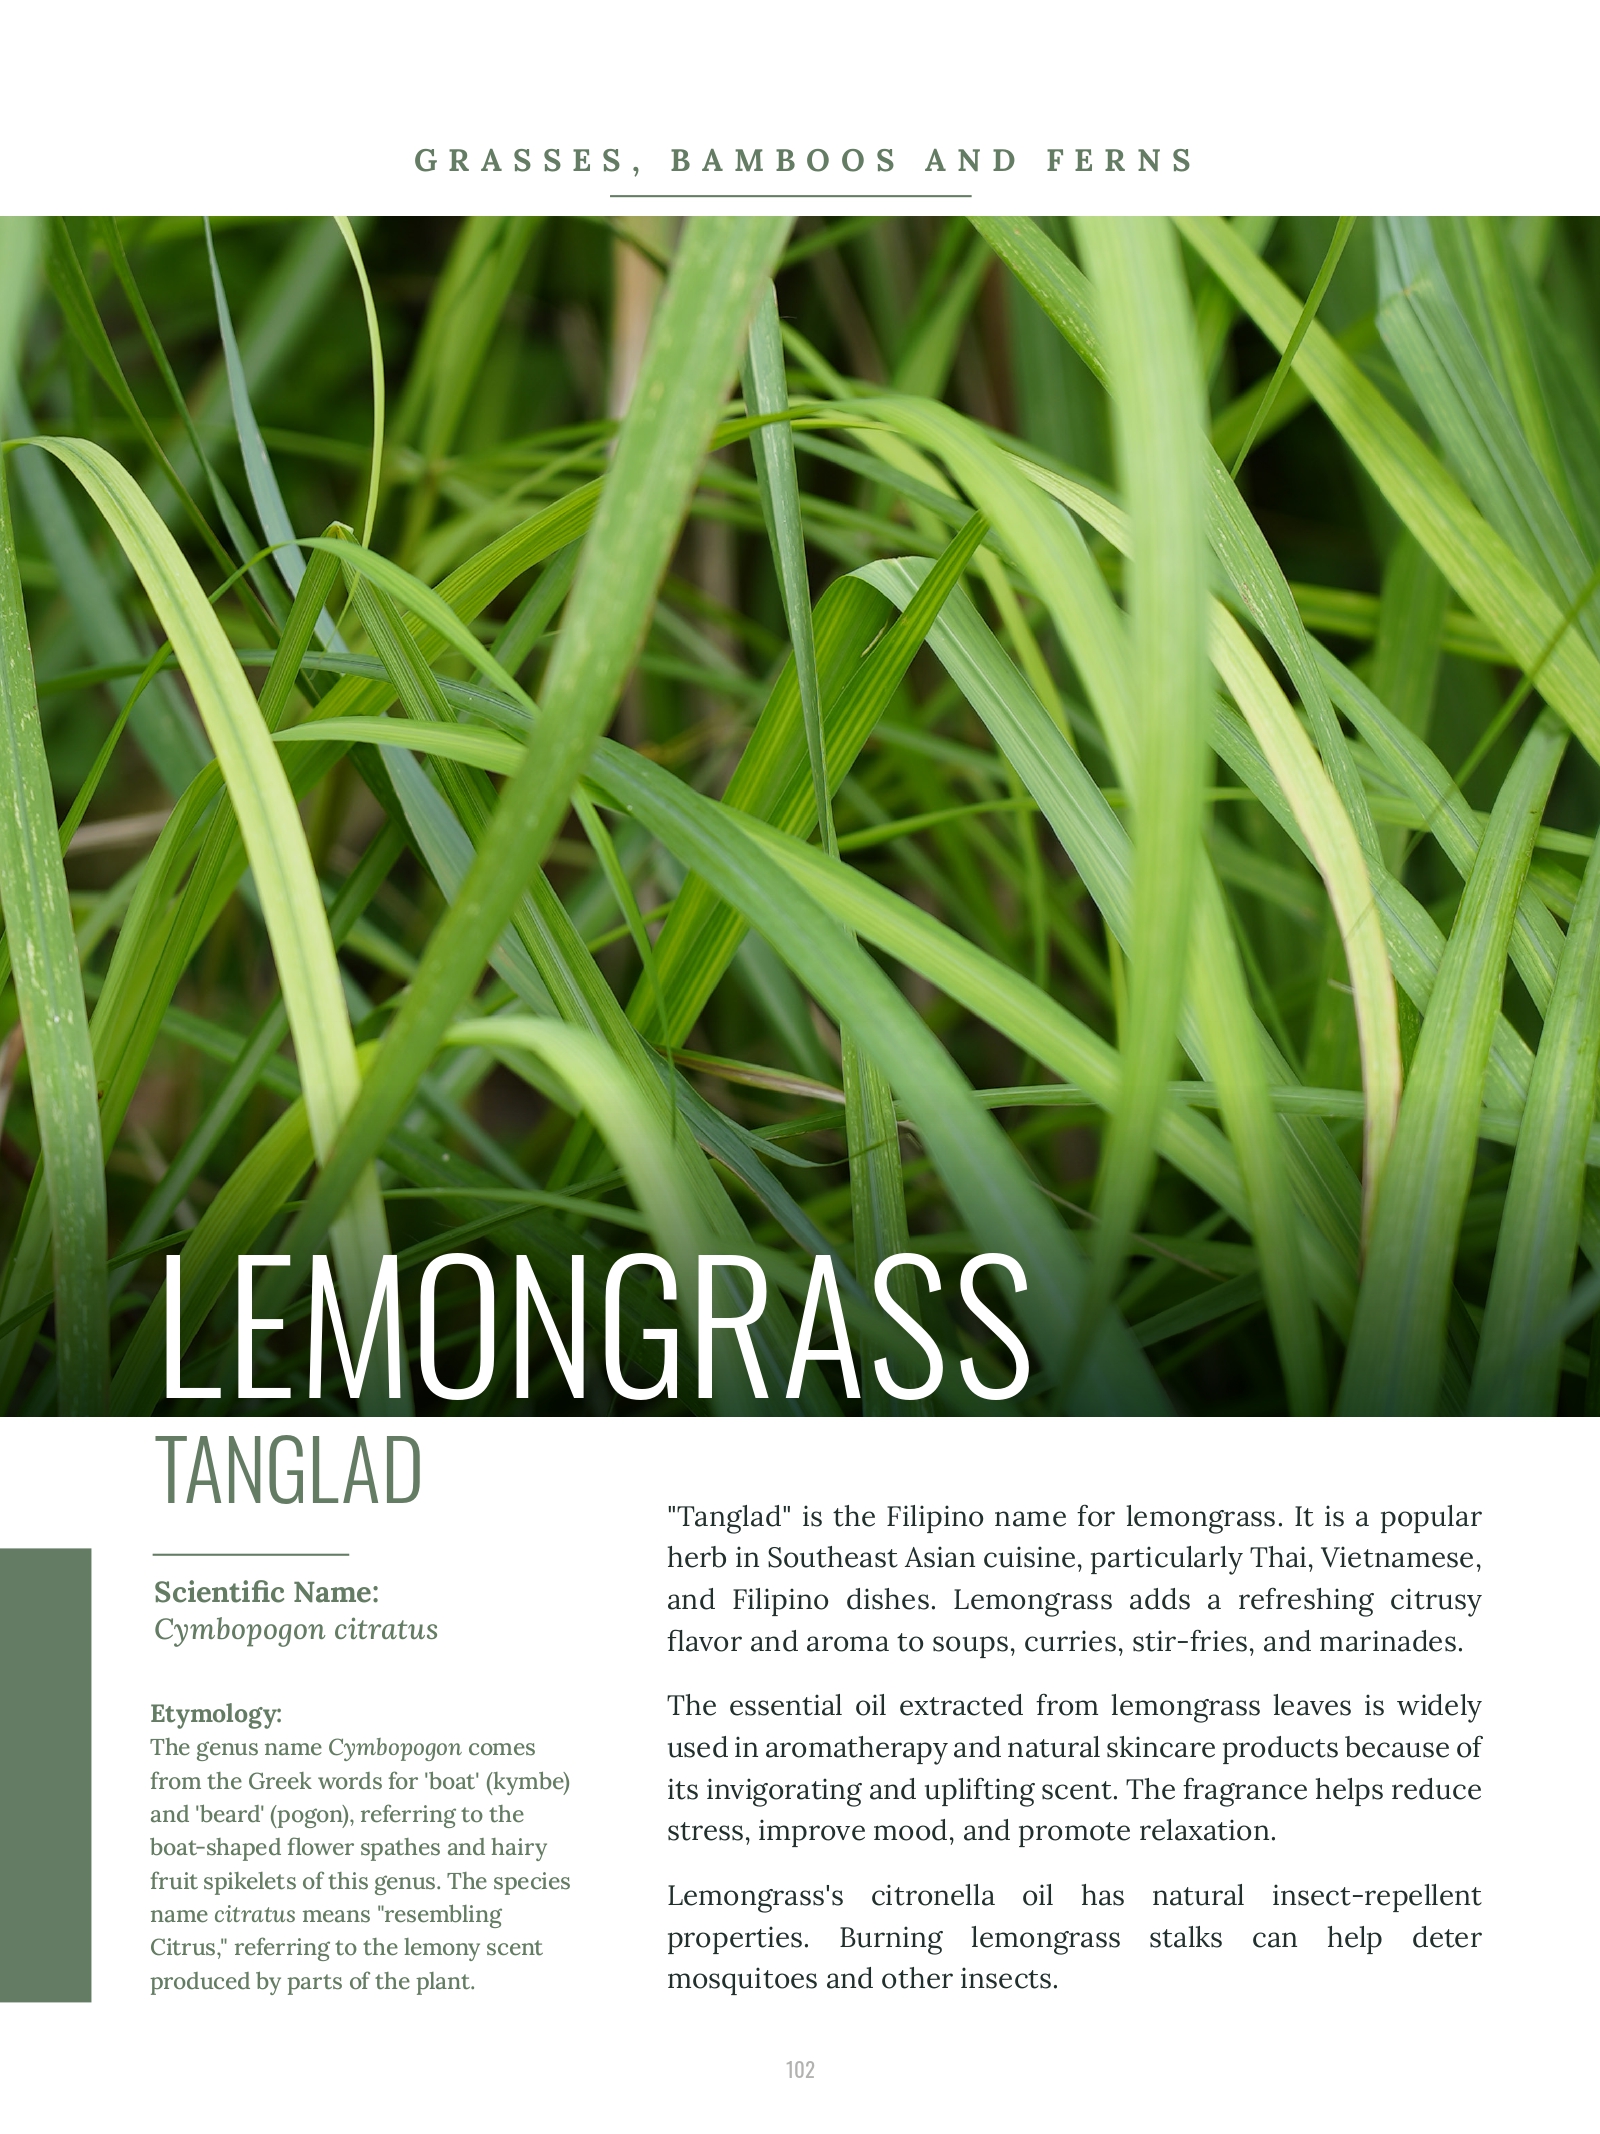 GRASSES, BAMBOOS AND FERNS
LEMONGRASS
TANGLAD
Scientific Name:
Cymbopogon citratus
Etymology:
The genus name Cymbopogon comes
from the Greek words for 'boat' (kymbe)
and 'beard' (pogon), referring to the
boat-shaped flower spathes and hairy
fruit spikelets of this genus. The species
name citratus means "resembling
Citrus," referring to the lemony scent
produced by parts of the plant.
"Tanglad" is the Filipino name for lemongrass. It is a popular
herb in Southeast Asian cuisine, particularly Thai, Vietnamese,
and Filipino dishes. Lemongrass adds a refreshing citrusy
flavor and aroma to soups, curries, stir-fries, and marinades.
The essential oil extracted from lemongrass leaves is widely
used in aromatherapy and natural skincare products because of
its invigorating and uplifting scent. The fragrance helps reduce
stress, improve mood, and promote relaxation.
Lemongrass's citronella oil has natural insect-repellent
properties. Burning lemongrass stalks can help deter
mosquitoes and other insects.
102